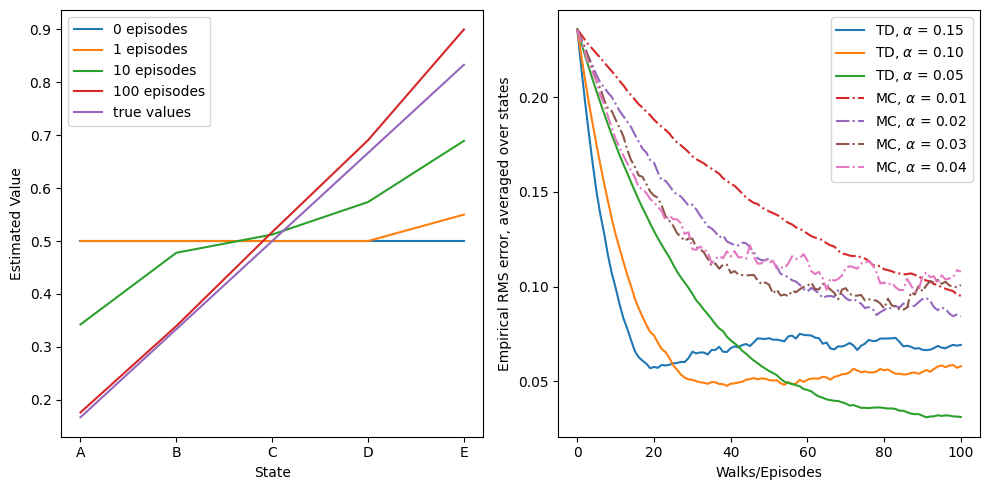 0 episodes
1 episodes
10 episodes
100 episodes
true values
0.9
0.8
0.7
0.6
0.5
0.4
0.3
0.2
Estimated Value
A B C D E
State
TD, α = 0.15
TD, α = 0.10
TD, α = 0.05
MC, α = 0.01
MC, α = 0.02
MC, α = 0.03
MC, α = 0.04
0.20
0.15
0.10
0.05
Empirical RMS error, averaged over states
0 20 40 60 80 100
Walks/Episodes